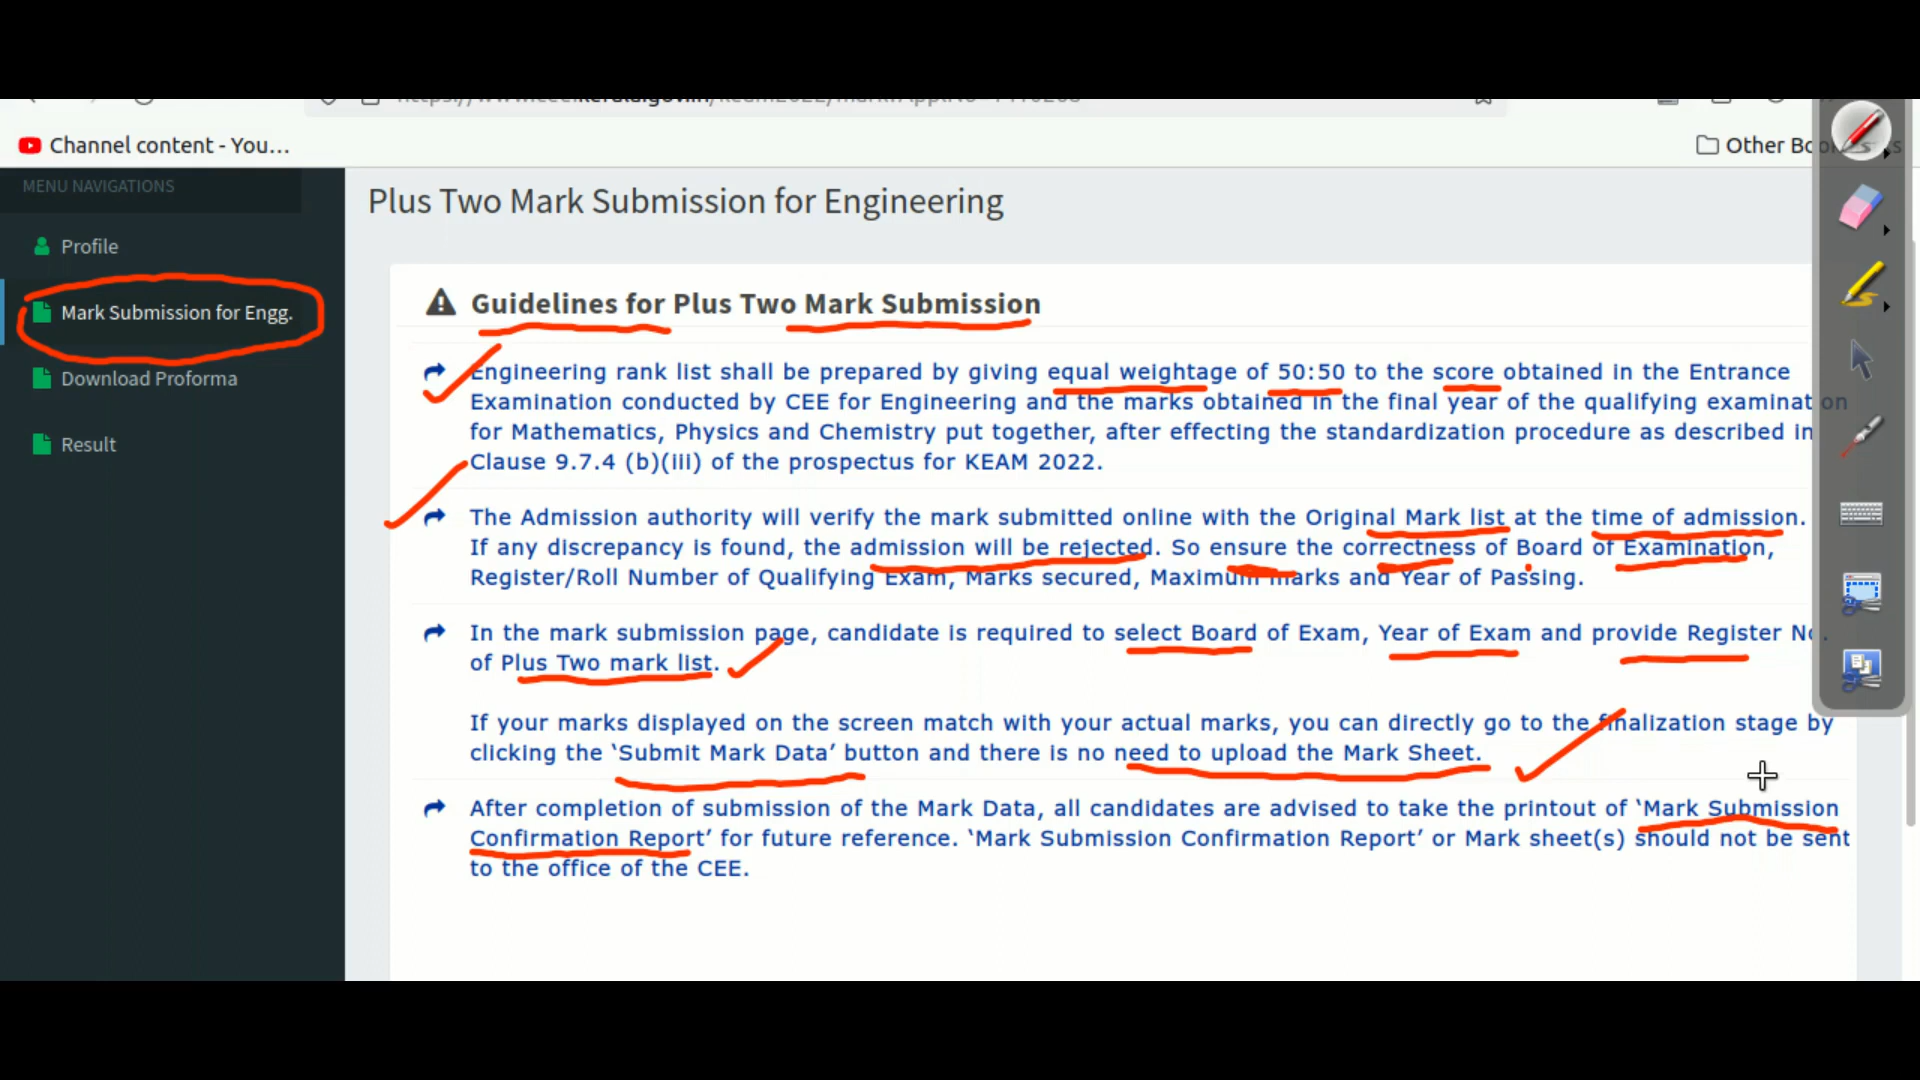 Channel content - You...
Other Bo
MENU NAVIGATIONS
Profile
Mark Submission for Engg.
Download Proforma
Result
Plus Two Mark Submission for Engineering
Guidelines for Plus Two Mark Submission
Engineering rank list shall be prepared by giving equal weightage of 50:50 to the score obtained in the Entrance
Examination conducted by CEE for Engineering and the marks obtained in the final year of the qualifying examination
for Mathematics, Physics and Chemistry put together, after effecting the standardization procedure as described in
Clause 9.7.4 (b)(iii) of the prospectus for KEAM 2022.
The Admission authority will verify the mark submitted online with the Original Mark list at the time of admission.
If any discrepancy is found, the admission will be rejected. So ensure the correctness of Board of Examination,
Register/Roll Number of Qualifying Exam, Marks secured, Maximum marks and Year of Passing.
In the mark submission page, candidate is required to select Board of Exam, Year of Exam and provide Register No.
of Plus Two mark list.
If your marks displayed on the screen match with your actual marks, you can directly go to the finalization stage by
clicking the ‘Submit Mark Data’ button and there is no need to upload the Mark Sheet.
After completion of submission of the Mark Data, all candidates are advised to take the printout of ‘Mark Submission
Confirmation Report’ for future reference. ‘Mark Submission Confirmation Report’ or Mark sheet(s) should not be sent
to the office of the CEE.